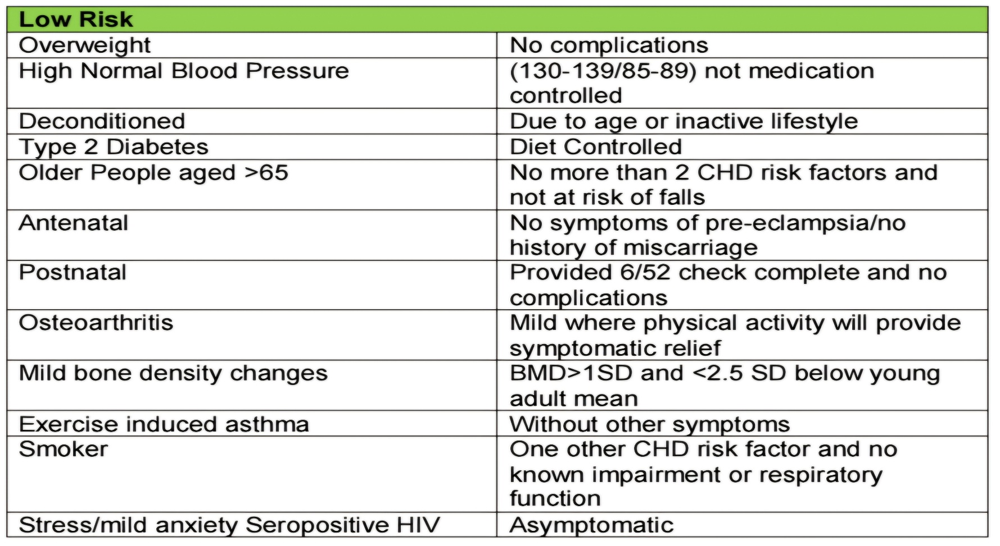 Low Risk
Overweight No complications
High Normal Blood Pressure (130-139/85-89) not medication
controlled
Deconditioned Due to age or inactive lifestyle
Type 2 Diabetes Diet Controlled
Older People aged >65 No more than 2 CHD risk factors and
not at risk of falls
Antenatal No symptoms of pre-eclampsia/no
history of miscarriage
Postnatal Provided 6/52 check complete and no
complications
Osteoarthritis Mild where physical activity will provide
symptomatic relief
Mild bone density changes BMD>1SD and <2.5 SD below young
adult mean
Exercise induced asthma Without other symptoms
Smoker One other CHD risk factor and no
known impairment or respiratory
function
Stress/mild anxiety Seropositive HIV Asymptomatic